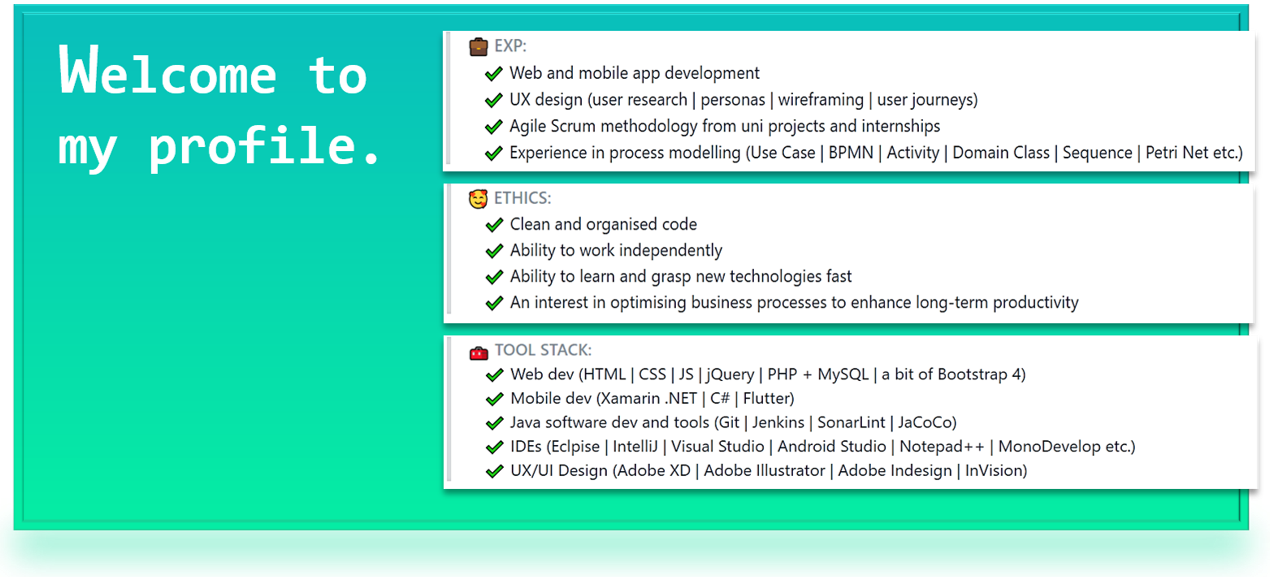 Welcome to
my profile.
EXP:
Web and mobile app development
UX design (user research | personas | wireframing | user journeys)
Agile Scrum methodology from uni projects and internships
Experience in process modelling (Use Case | BPMN | Activity | Domain Class | Sequence | Petri Net etc.)
ETHICS:
Clean and organised code
Ability to work independently
Ability to learn and grasp new technologies fast
An interest in optimising business processes to enhance long-term productivity
TOOL STACK:
Web dev (HTML | CSS | JS | jQuery | PHP + MySQL | a bit of Bootstrap 4)
Mobile dev (Xamarin .NET | C# | Flutter)
Java software dev and tools (Git | Jenkins | SonarLint | JaCoCo)
IDEs (Eclpise | IntelliJ | Visual Studio | Android Studio | Notepad++ | MonoDevelop etc.)
UX/UI Design (Adobe XD | Adobe Illustrator | Adobe Indesign | InVision)